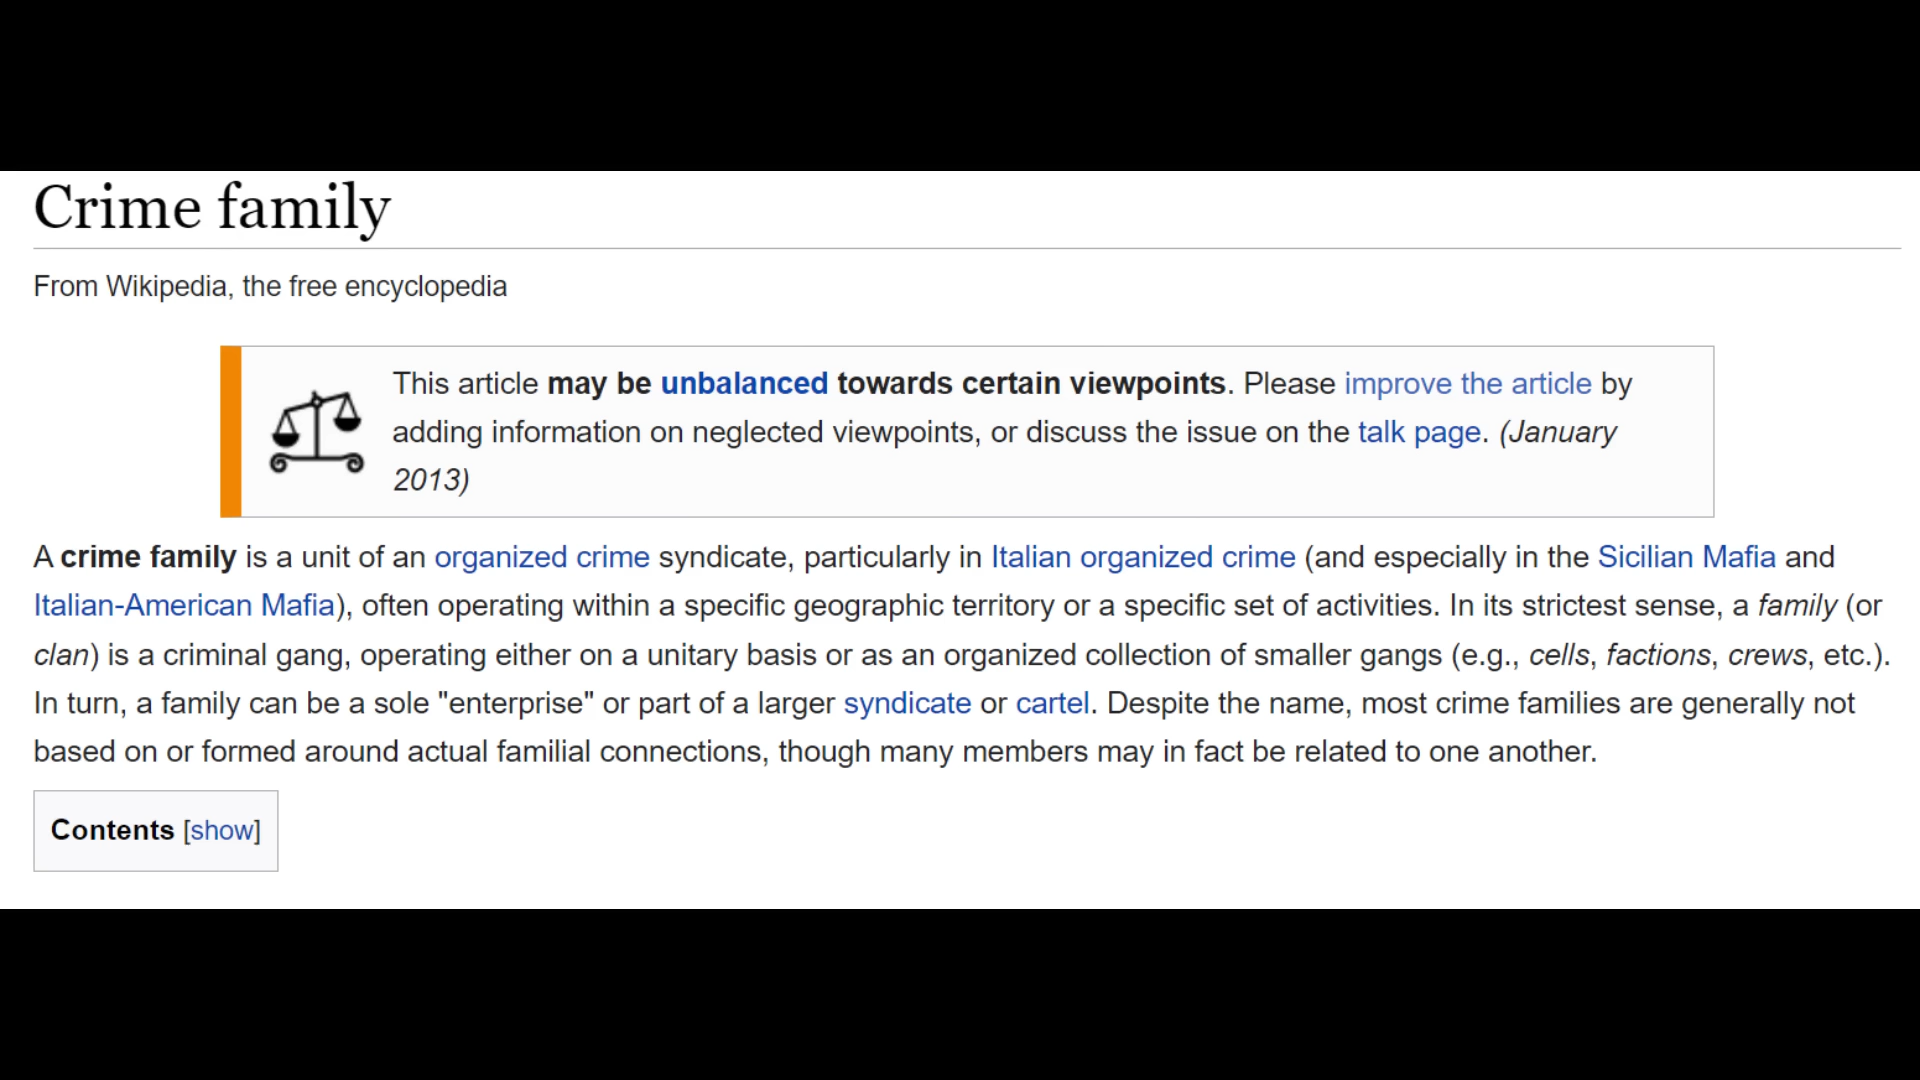 Crime family
From Wikipedia, the free encyclopedia
This article may be unbalanced towards certain viewpoints. Please improve the article by
adding information on neglected viewpoints, or discuss the issue on the talk page. (January
2013)
A crime family is a unit of an organized crime syndicate, particularly in Italian organized crime (and especially in the Sicilian Mafia and
Italian-American Mafia), often operating within a specific geographic territory or a specific set of activities. In its strictest sense, a family (or
clan) is a criminal gang, operating either on a unitary basis or as an organized collection of smaller gangs (e.g., cells, factions, crews, etc.).
In turn, a family can be a sole "enterprise" or part of a larger syndicate or cartel. Despite the name, most crime families are generally not
based on or formed around actual familial connections, though many members may in fact be related to one another.
Contents [show]